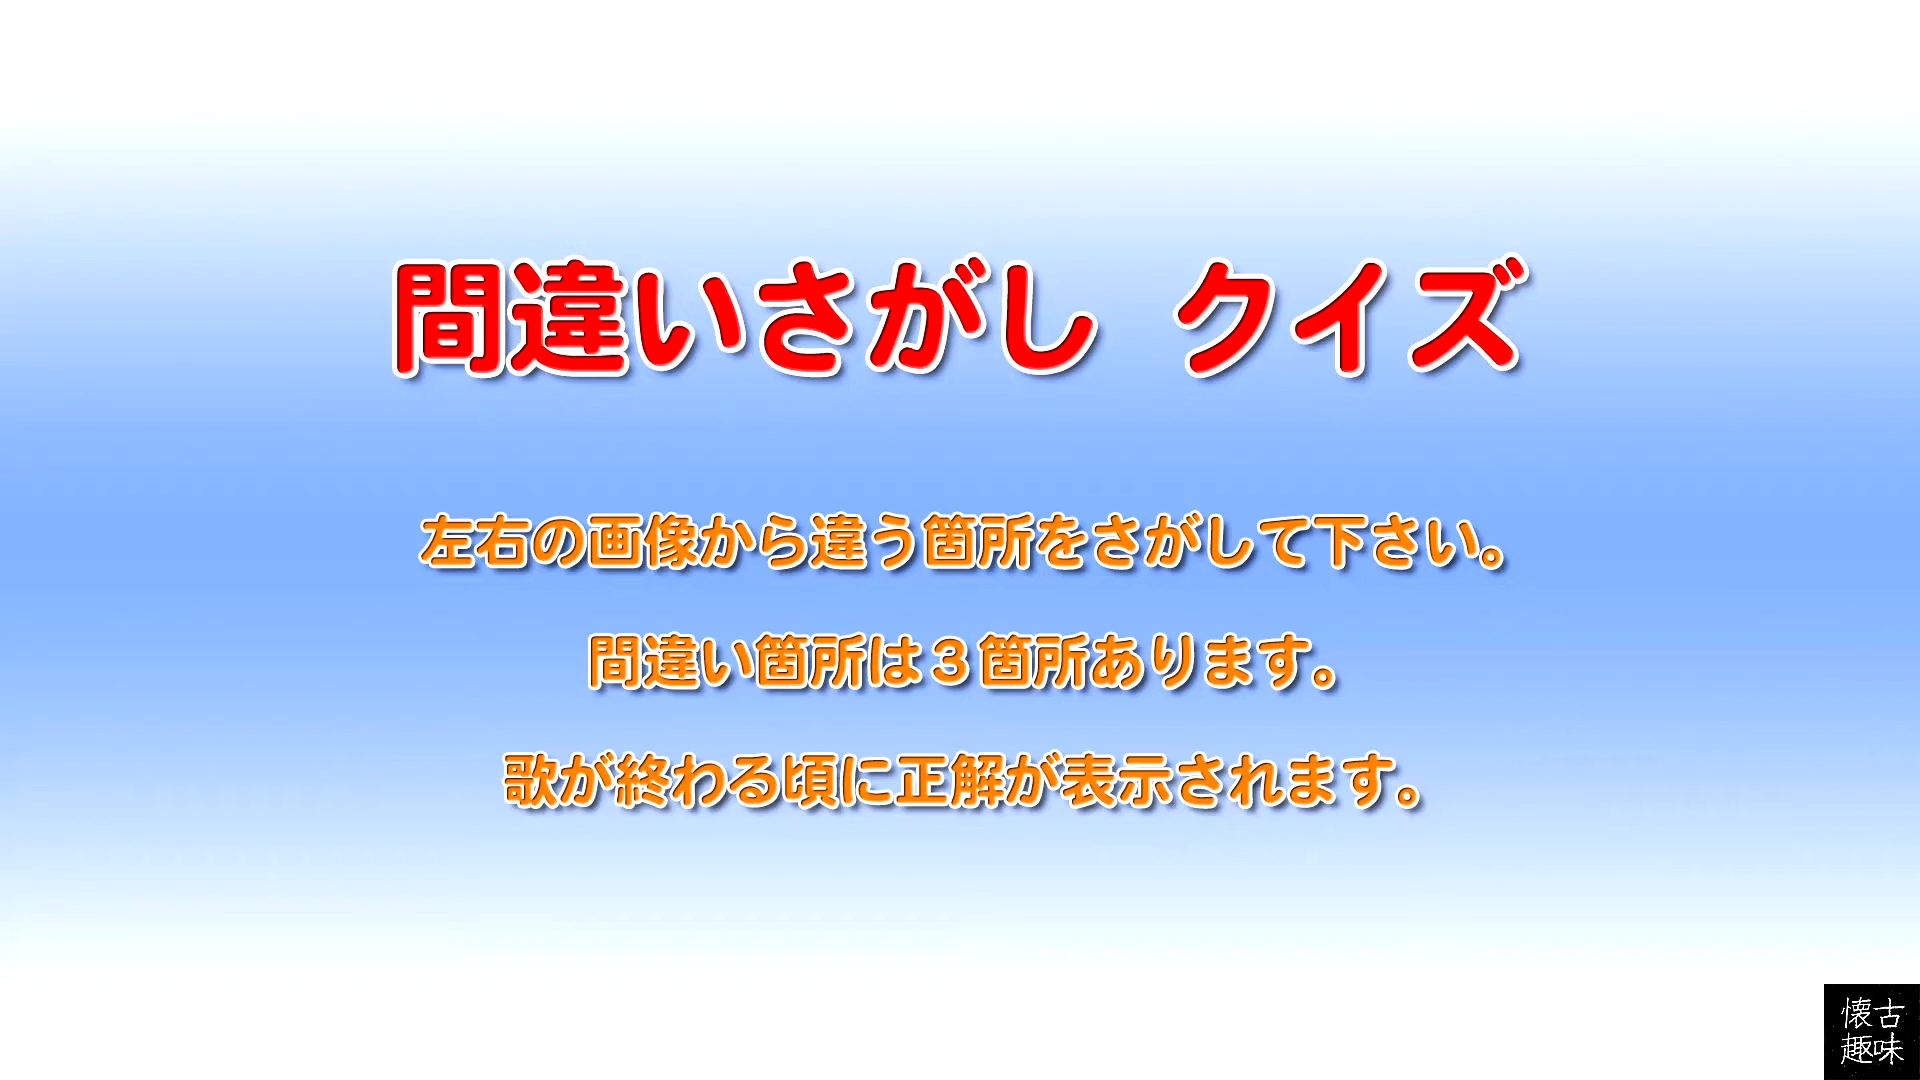 間違いさがし クイズ
左右の画像から違う箇所をさがして下さい。
間違い箇所は３箇所あります。
歌が終わる頃に正解が表示されます。
懐古
趣味